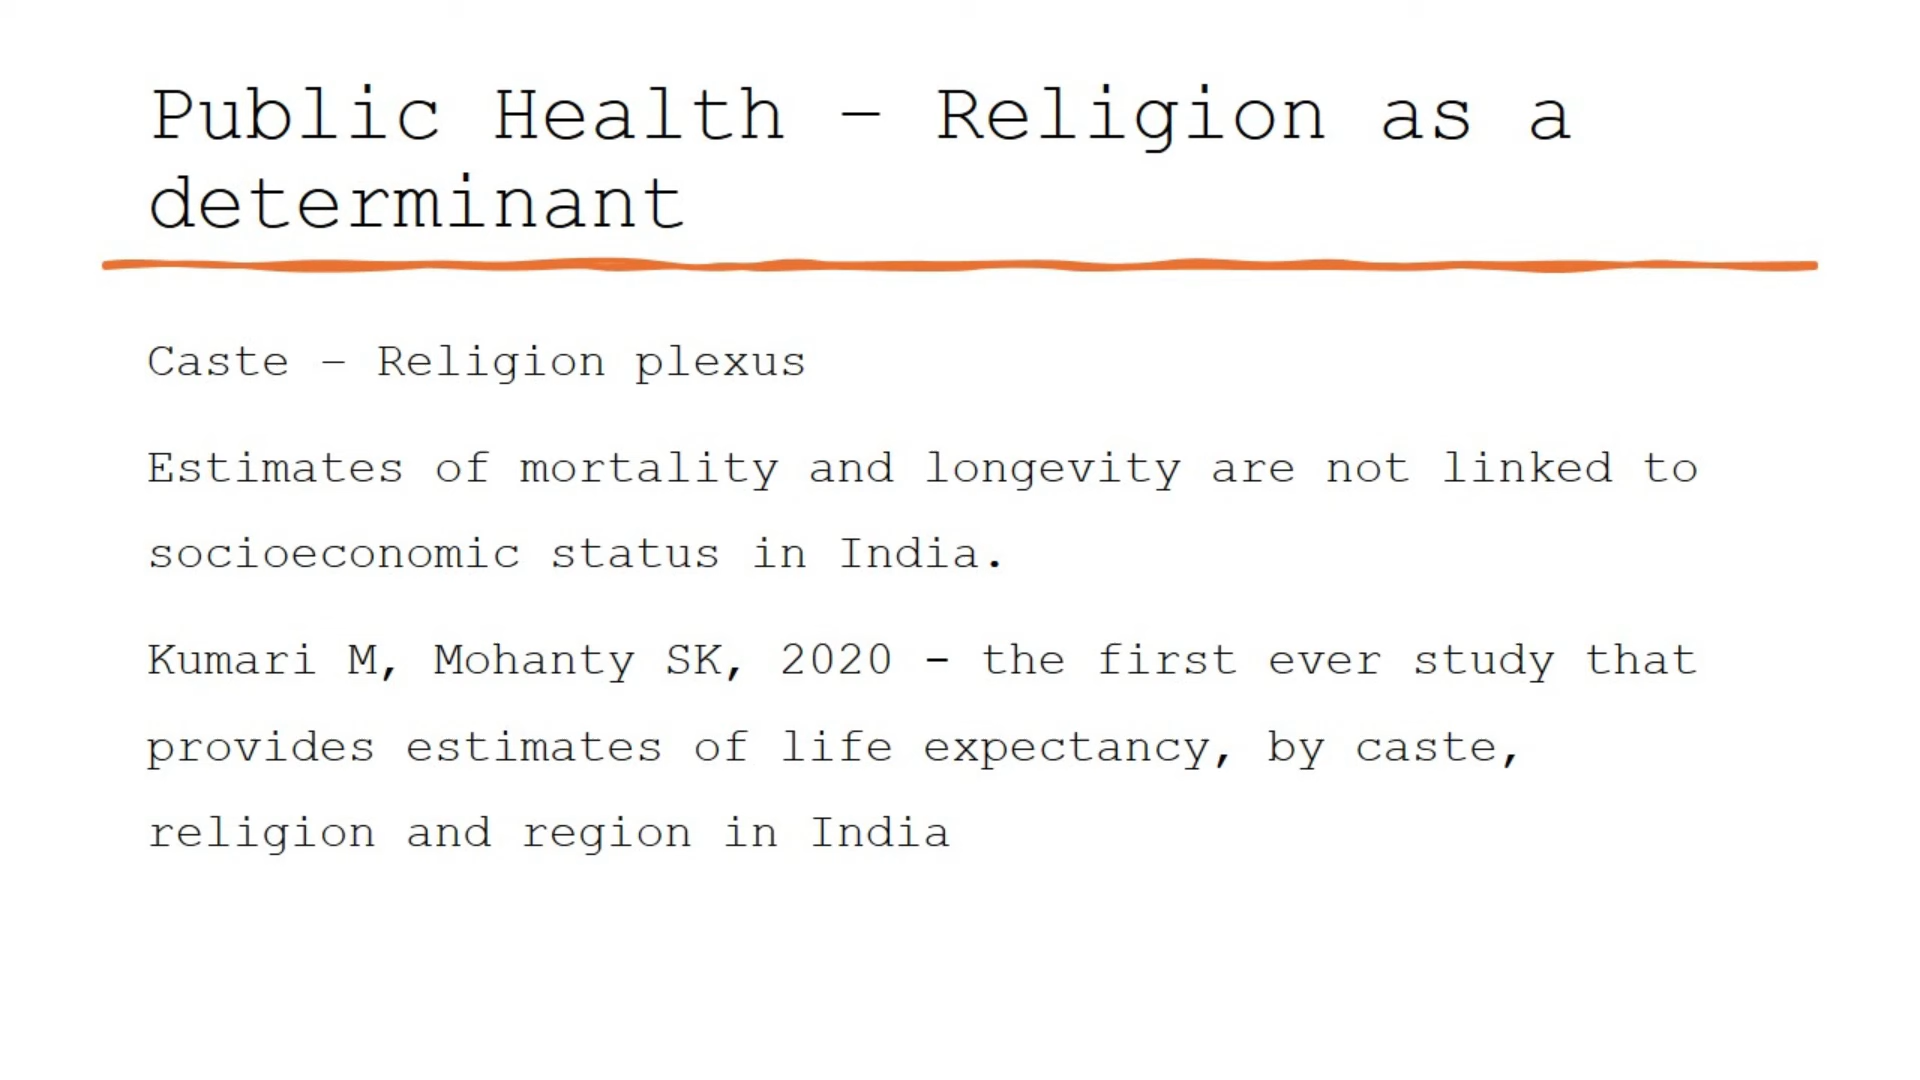 Public Health – Religion as a
determinant
Caste – Religion plexus
Estimates of mortality and longevity are not linked to
socioeconomic status in India.
Kumari M, Mohanty SK, 2020 - the first ever study that
provides estimates of life expectancy, by caste,
religion and region in India